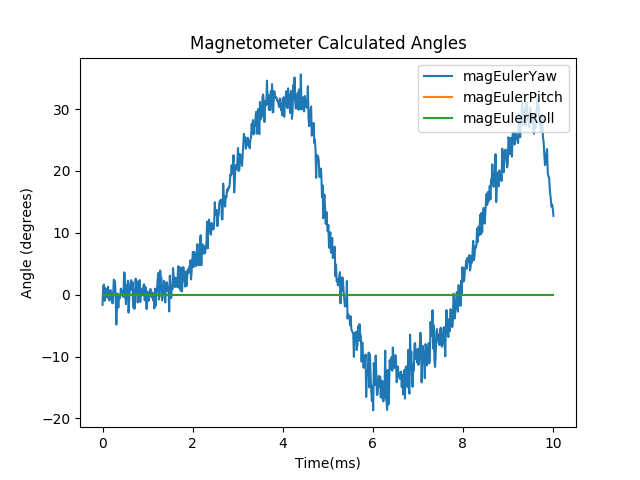 Magnetometer Calculated Angles
magEulerYaw
magEulerPitch
magEulerRoll
30
20
10
0
−10
−20
Angle (degrees)
0 2 4 6 8 10
Time(ms)